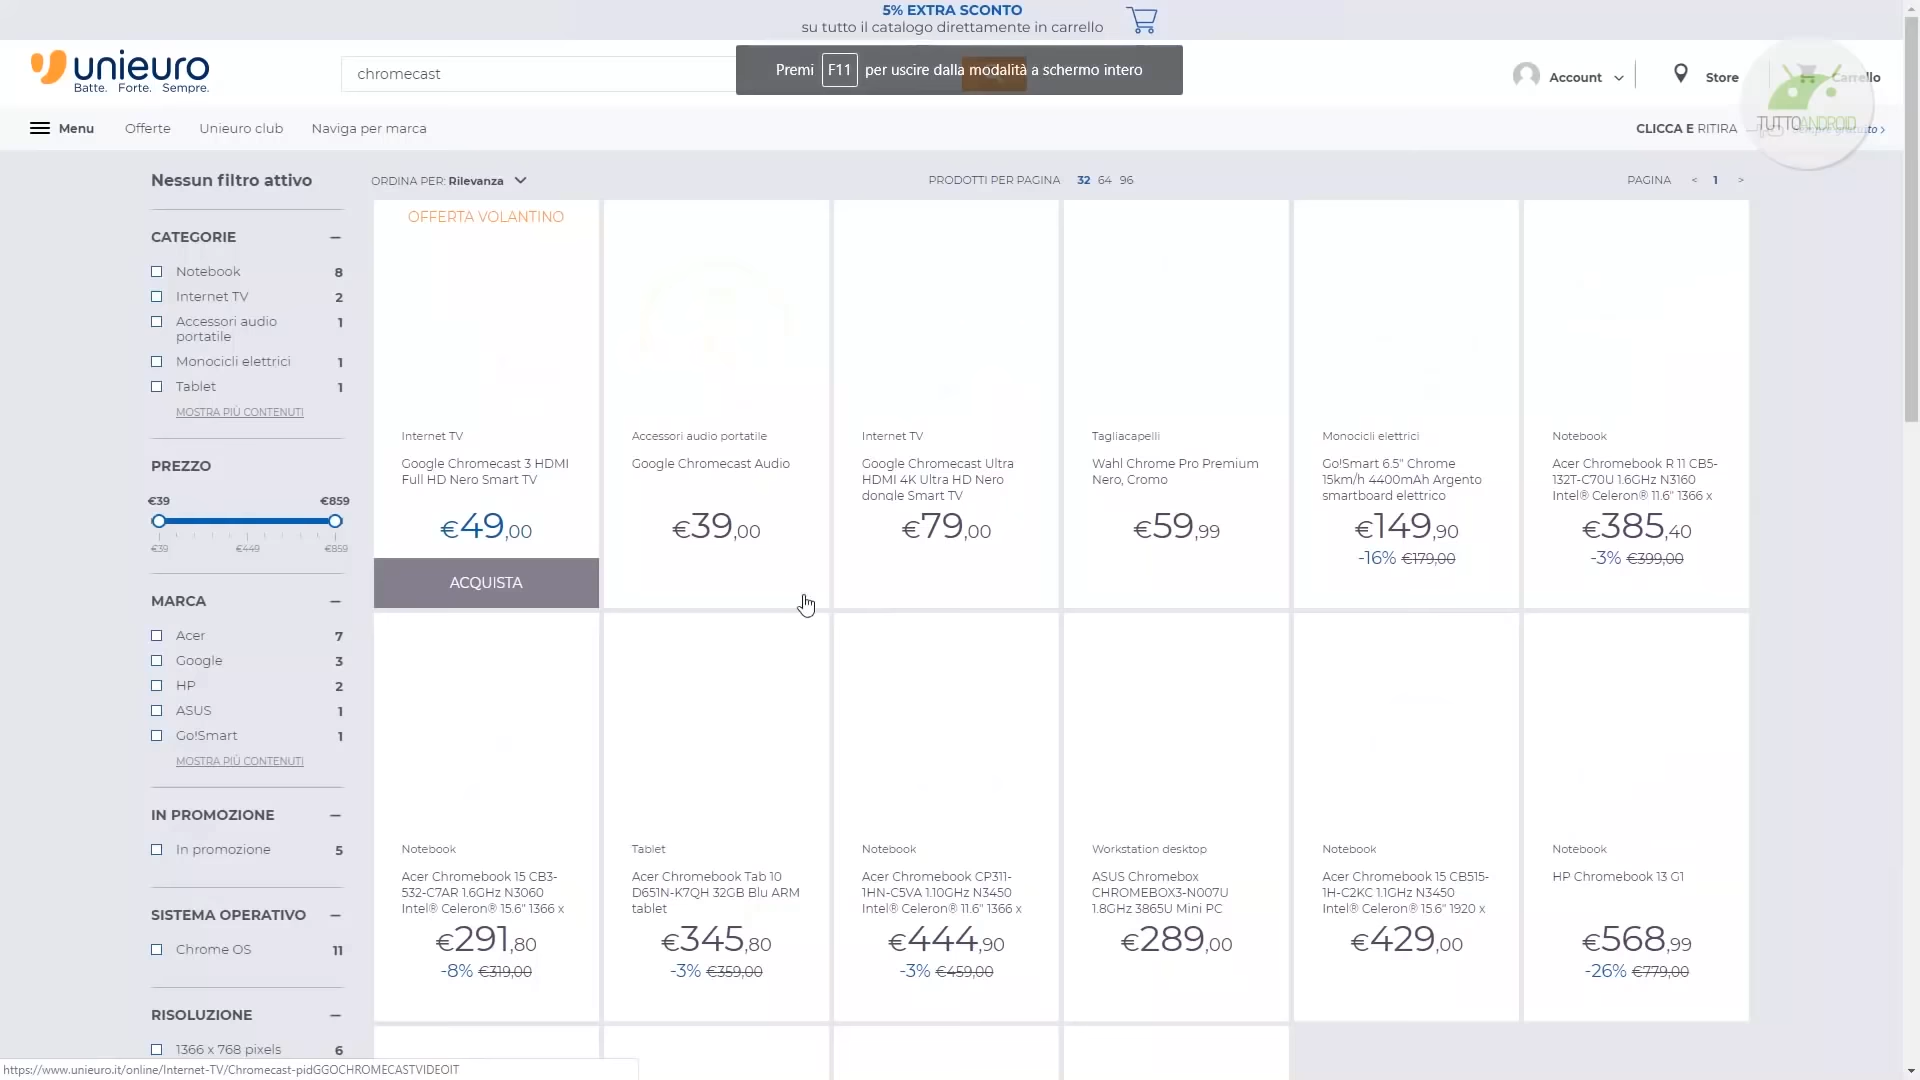 5% EXTRA SCONTO
su tutto il catalogo direttamente in carrello
unieuro
Batte. Forte. Sempre.
chromecast
Premi F11 per uscire dalla modalità a schermo intero
Account
Store
Carrello
TUTTOANDROID
Menu
Offerte
Unieuro club
Naviga per marca
CLICCA E RITIRA
Nessun filtro attivo
ORDINA PER: Rilevanza
PRODOTTI PER PAGINA 32 64 96
PAGINA < 1 >
CATEGORIE
Notebook 8
Internet TV 2
Accessori audio 1
portatile
Monocicli elettrici 1
Tablet 1
MOSTRA PIÙ CONTENUTI
PREZZO
€39 €859
€39 €449 €859
MARCA
Acer 7
Google 3
HP 2
ASUS 1
Go!Smart 1
MOSTRA PIÙ CONTENUTI
IN PROMOZIONE
In promozione 5
SISTEMA OPERATIVO
Chrome OS 11
RISOLUZIONE
1366 x 768 pixels 6
OFFERTA VOLANTINO
Internet TV
Google Chromecast 3 HDMI
Full HD Nero Smart TV
€49,00
ACQUISTA
Accessori audio portatile
Google Chromecast Audio
€39,00
Internet TV
Google Chromecast Ultra
HDMI 4K Ultra HD Nero
dongle Smart TV
€79,00
Tagliacapelli
Wahl Chrome Pro Premium
Nero, Cromo
€59,99
Monocicli elettrici
Go!Smart 6.5" Chrome
15km/h 4400mAh Argento
smartboard elettrico
€149,90
-16% €179,00
Notebook
Acer Chromebook R 11 CB5-
132T-C70U 1.6GHz N3160
Intel® Celeron® 11.6" 1366 x
€385,40
-3% €399,00
Notebook
Acer Chromebook 15 CB3-
532-C7AR 1.6GHz N3060
Intel® Celeron® 15.6" 1366 x
€291,80
-8% €319,00
Tablet
Acer Chromebook Tab 10
D651N-K7QH 32GB Blu ARM
tablet
€345,80
-3% €359,00
Notebook
Acer Chromebook CP311-
1HN-C5VA 1.10GHz N3450
Intel® Celeron® 11.6" 1366 x
€444,90
-3% €459,00
Workstation desktop
ASUS Chromebox
CHROMEBOX3-N007U
1.8GHz 3865U Mini PC
€289,00
Notebook
Acer Chromebook 15 CB515-
1H-C2KC 1.1GHz N3450
Intel® Celeron® 15.6" 1920 x
€429,00
Notebook
HP Chromebook 13 G1
€568,99
-26% €779,00
https://www.unieuro.it/online/Internet-TV/Chromecast-pidGGOCHROMECASTVIDEOIT